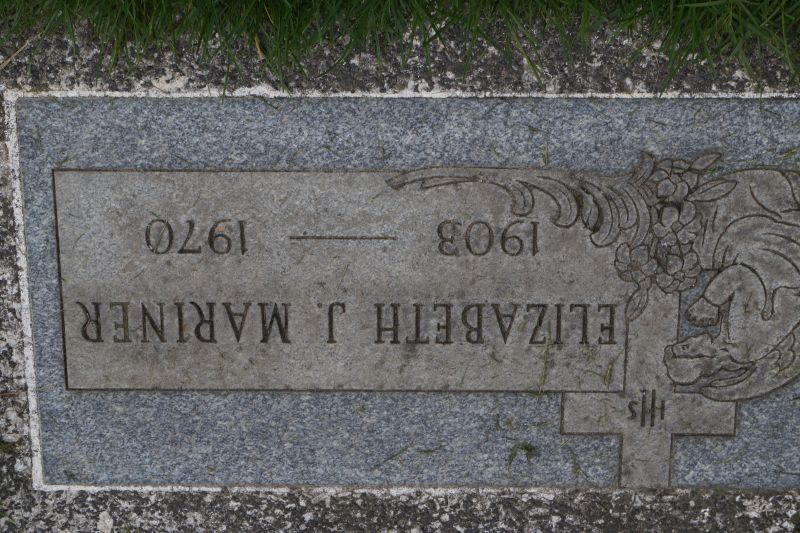 IHS
ELIZABETH J. MARINER
1903 — 1970